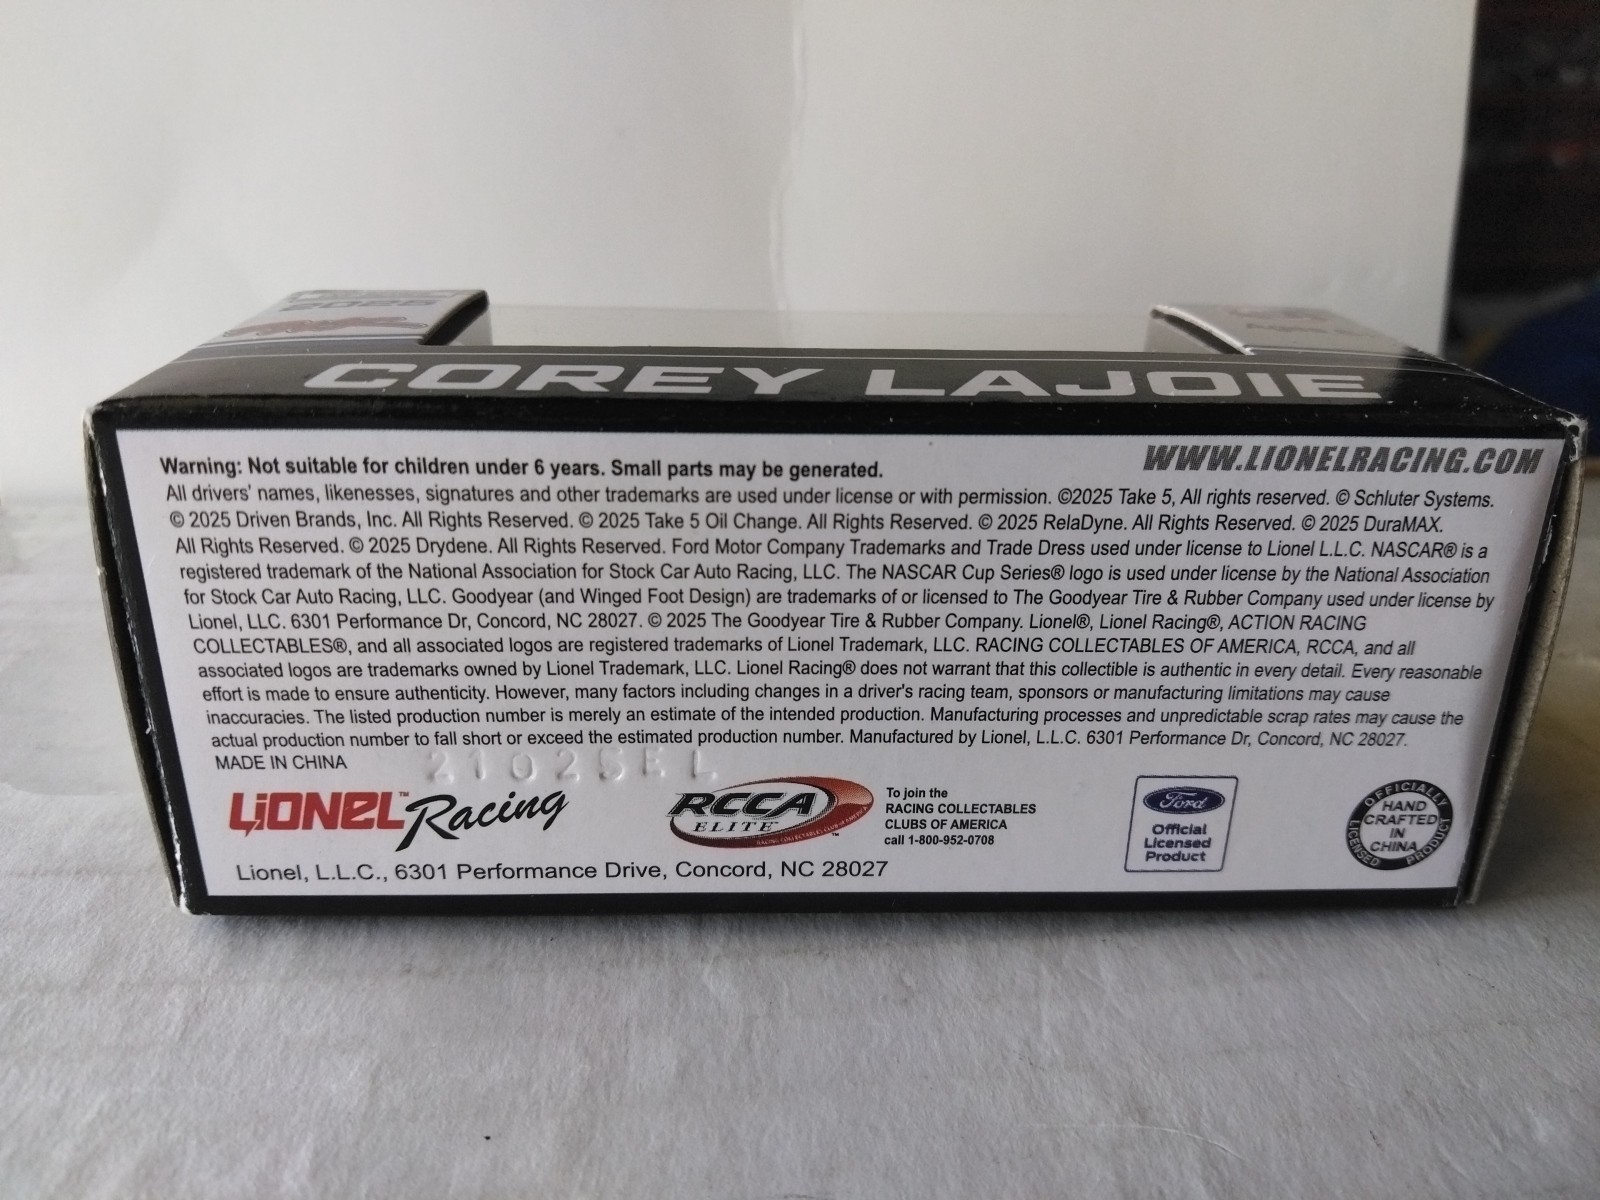 2025
COREY LAJOIE
WWW.LIONELRACING.COM
Warning: Not suitable for children under 6 years. Small parts may be generated.
All drivers' names, likenesses, signatures and other trademarks are used under license or with permission. ©2025 Take 5, All rights reserved. © Schluter Systems.
© 2025 Driven Brands, Inc. All Rights Reserved. © 2025 Take 5 Oil Change. All Rights Reserved. © 2025 RelaDyne. All Rights Reserved. © 2025 DuraMAX.
All Rights Reserved. © 2025 Drydene. All Rights Reserved. Ford Motor Company Trademarks and Trade Dress used under license to Lionel L.L.C. NASCAR® is a
registered trademark of the National Association for Stock Car Auto Racing, LLC. The NASCAR Cup Series® logo is used under license by the National Association
for Stock Car Auto Racing, LLC. Goodyear (and Winged Foot Design) are trademarks of or licensed to The Goodyear Tire & Rubber Company used under license by
Lionel, LLC. 6301 Performance Dr, Concord, NC 28027. © 2025 The Goodyear Tire & Rubber Company. Lionel®, Lionel Racing®, ACTION RACING
COLLECTABLES®, and all associated logos are registered trademarks of Lionel Trademark, LLC. RACING COLLECTABLES OF AMERICA, RCCA, and all
associated logos are trademarks owned by Lionel Trademark, LLC. Lionel Racing® does not warrant that this collectible is authentic in every detail. Every reasonable
effort is made to ensure authenticity. However, many factors including changes in a driver's racing team, sponsors or manufacturing limitations may cause
inaccuracies. The listed production number is merely an estimate of the intended production. Manufacturing processes and unpredictable scrap rates may cause the
actual production number to fall short or exceed the estimated production number. Manufactured by Lionel, L.L.C. 6301 Performance Dr, Concord, NC 28027.
MADE IN CHINA
21025EL
LIONEL™ Racing
RCCA
ELITE
RACING COLLECTABLES CLUB OF AMERICA
™
To join the
RACING COLLECTABLES
CLUBS OF AMERICA
call 1-800-952-0708
Ford
Official
Licensed
Product
OFFICIALLY
LICENSED PRODUCT
HAND
CRAFTED
IN
CHINA
Lionel, L.L.C., 6301 Performance Drive, Concord, NC 28027